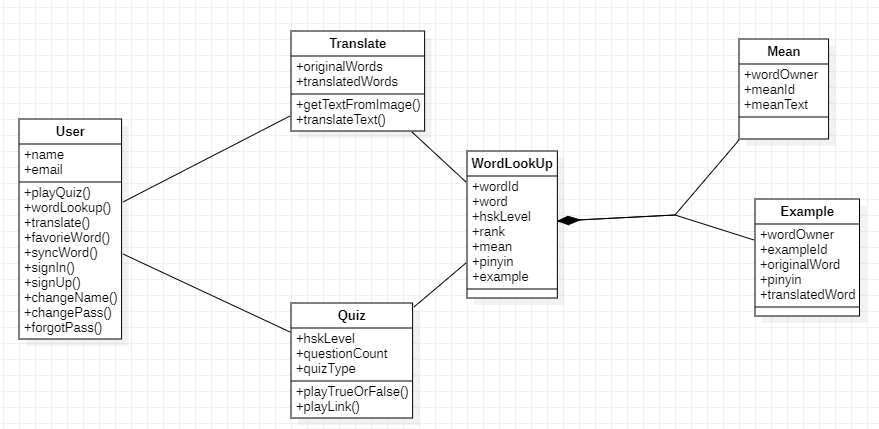 User
+name
+email
+playQuiz()
+wordLookup()
+translate()
+favorieWord()
+syncWord()
+signIn()
+signUp()
+changeName()
+changePass()
+forgotPass()
Translate
+originalWords
+translatedWords
+getTextFromImage()
+translateText()
Quiz
+hskLevel
+questionCount
+quizType
+playTrueOrFalse()
+playLink()
WordLookUp
+wordId
+word
+hskLevel
+rank
+mean
+pinyin
+example
Mean
+wordOwner
+meanId
+meanText
Example
+wordOwner
+exampleId
+originalWord
+pinyin
+translatedWord